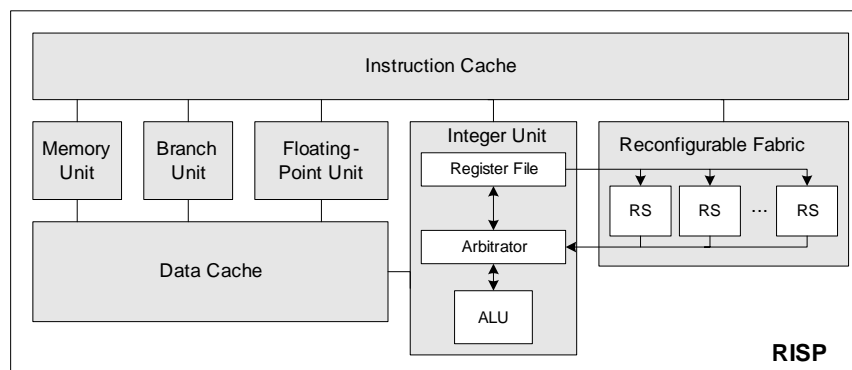 Instruction Cache
Memory
Unit
Branch
Unit
Floating-
Point Unit
Integer Unit
Register File
Arbitrator
ALU
Reconfigurable Fabric
RS
RS
...
RS
Data Cache
RISP